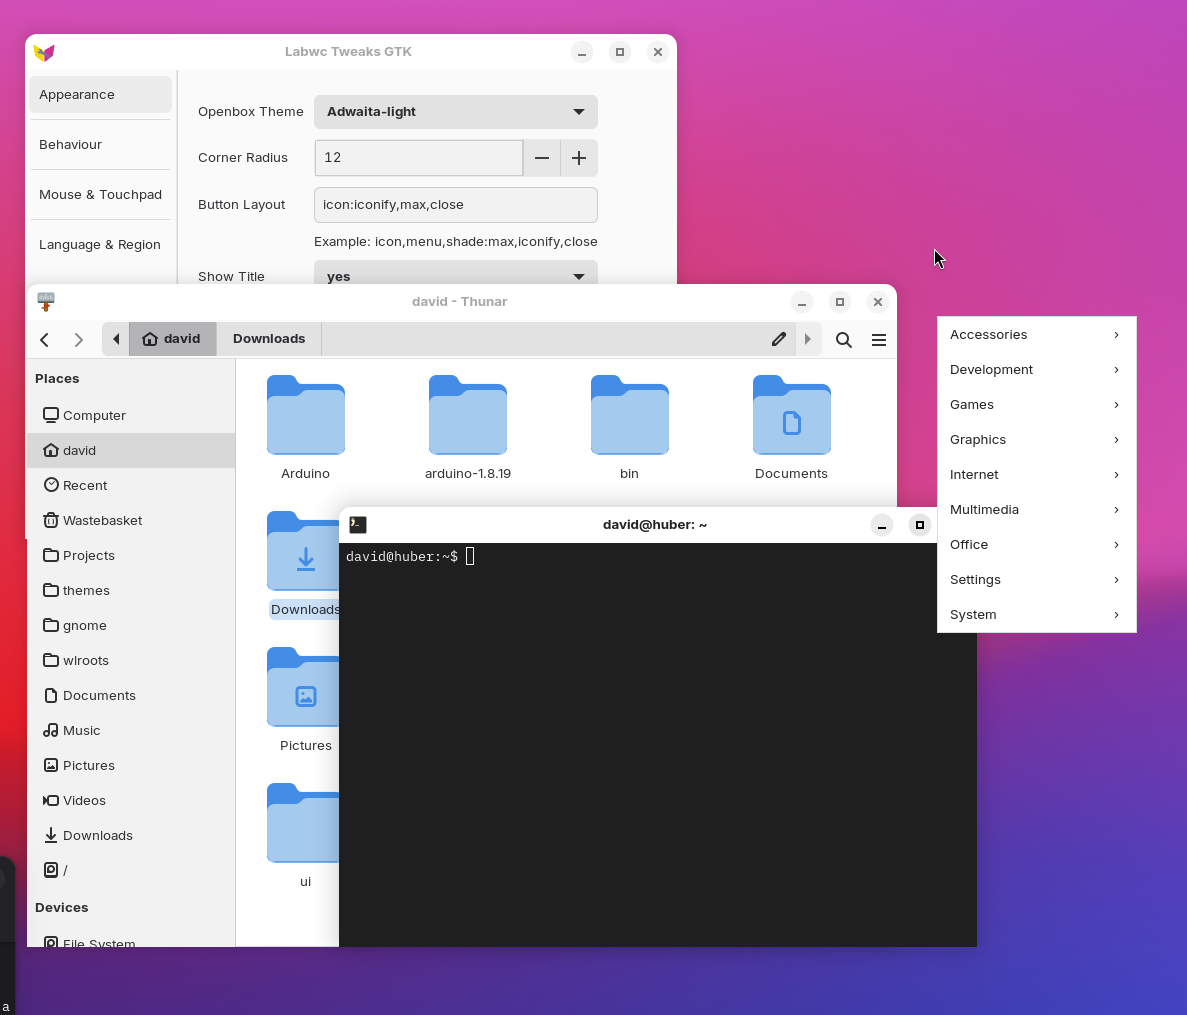 Labwc Tweaks GTK
Appearance
Behaviour
Mouse & Touchpad
Language & Region
Openbox Theme Adwaita-light
Corner Radius 12
Button Layout icon:iconify,max,close
Example: icon,menu,shade:max,iconify,close
Show Title yes
david - Thunar
david Downloads
Places
Computer
david
Recent
Wastebasket
Projects
themes
gnome
wlroots
Documents
Music
Pictures
Videos
Downloads
/
Devices
File System
Arduino arduino-1.8.19 bin Documents
Downloads
Pictures
ui
david@huber: ~
david@huber:~$
Accessories
Development
Games
Graphics
Internet
Multimedia
Office
Settings
System
a